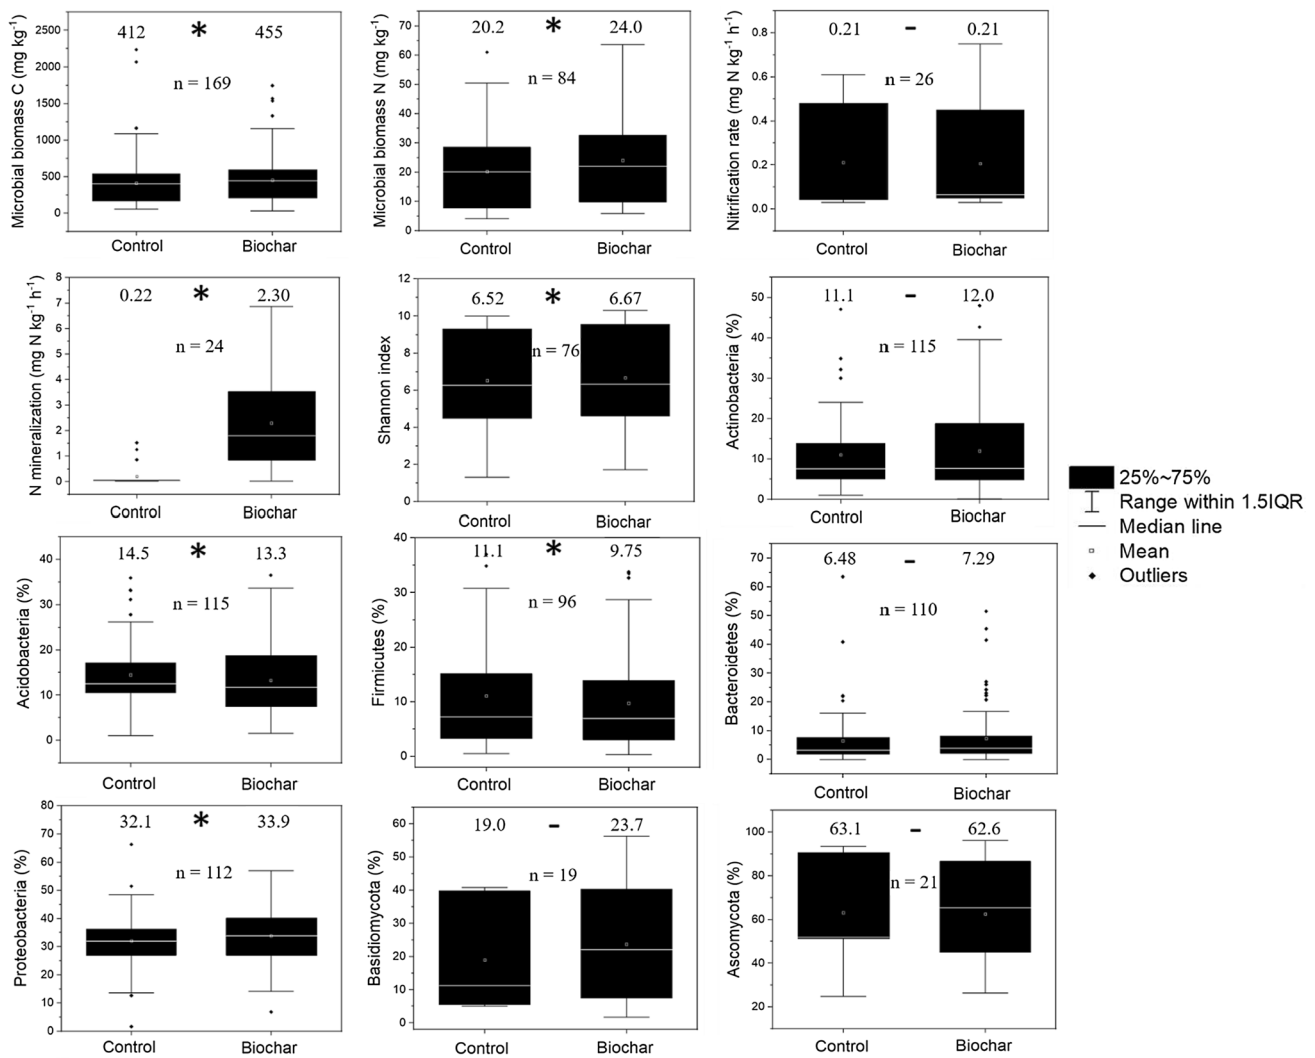 Microbial biomass C (mg kg-1)
2500
2000
1500
1000
500
0
412 * 455
n = 169
Control Biochar
Microbial biomass N (mg kg-1)
70
60
50
40
30
20
10
0
20.2 * 24.0
n = 84
Control Biochar
Nitrification rate (mg N kg-1 h-1)
0.8
0.6
0.4
0.2
0.0
0.21 - 0.21
n = 26
Control Biochar
N mineralization (mg N kg-1 h-1)
8
7
6
5
4
3
2
1
0
0.22 * 2.30
n = 24
Control Biochar
Shannon index
12
10
8
6
4
2
0
6.52 * 6.67
n = 76
Control Biochar
Actinobacteria (%)
50
40
30
20
10
0
11.1 - 12.0
n = 115
Control Biochar
25%~75%
Range within 1.5IQR
Median line
Mean
Outliers
Acidobacteria (%)
40
30
20
10
0
14.5 * 13.3
n = 115
Control Biochar
Firmicutes (%)
40
30
20
10
0
11.1 * 9.75
n = 96
Control Biochar
Bacteroidetes (%)
70
60
50
40
30
20
10
0
6.48 - 7.29
n = 110
Control Biochar
Proteobacteria (%)
80
70
60
50
40
30
20
10
0
32.1 * 33.9
n = 112
Control Biochar
Basidiomycota (%)
60
50
40
30
20
10
0
19.0 - 23.7
n = 19
Control Biochar
Ascomycota (%)
100
80
60
40
20
63.1 - 62.6
n = 21
Control Biochar